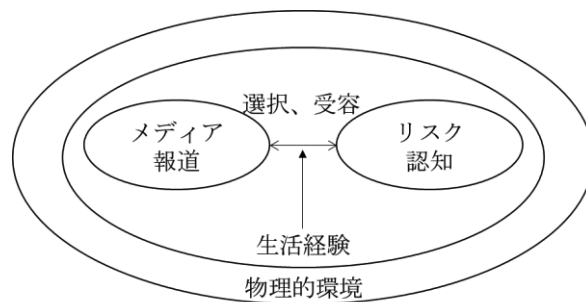 選択、受容
メディア
報道
リスク
認知
生活経験
物理的環境